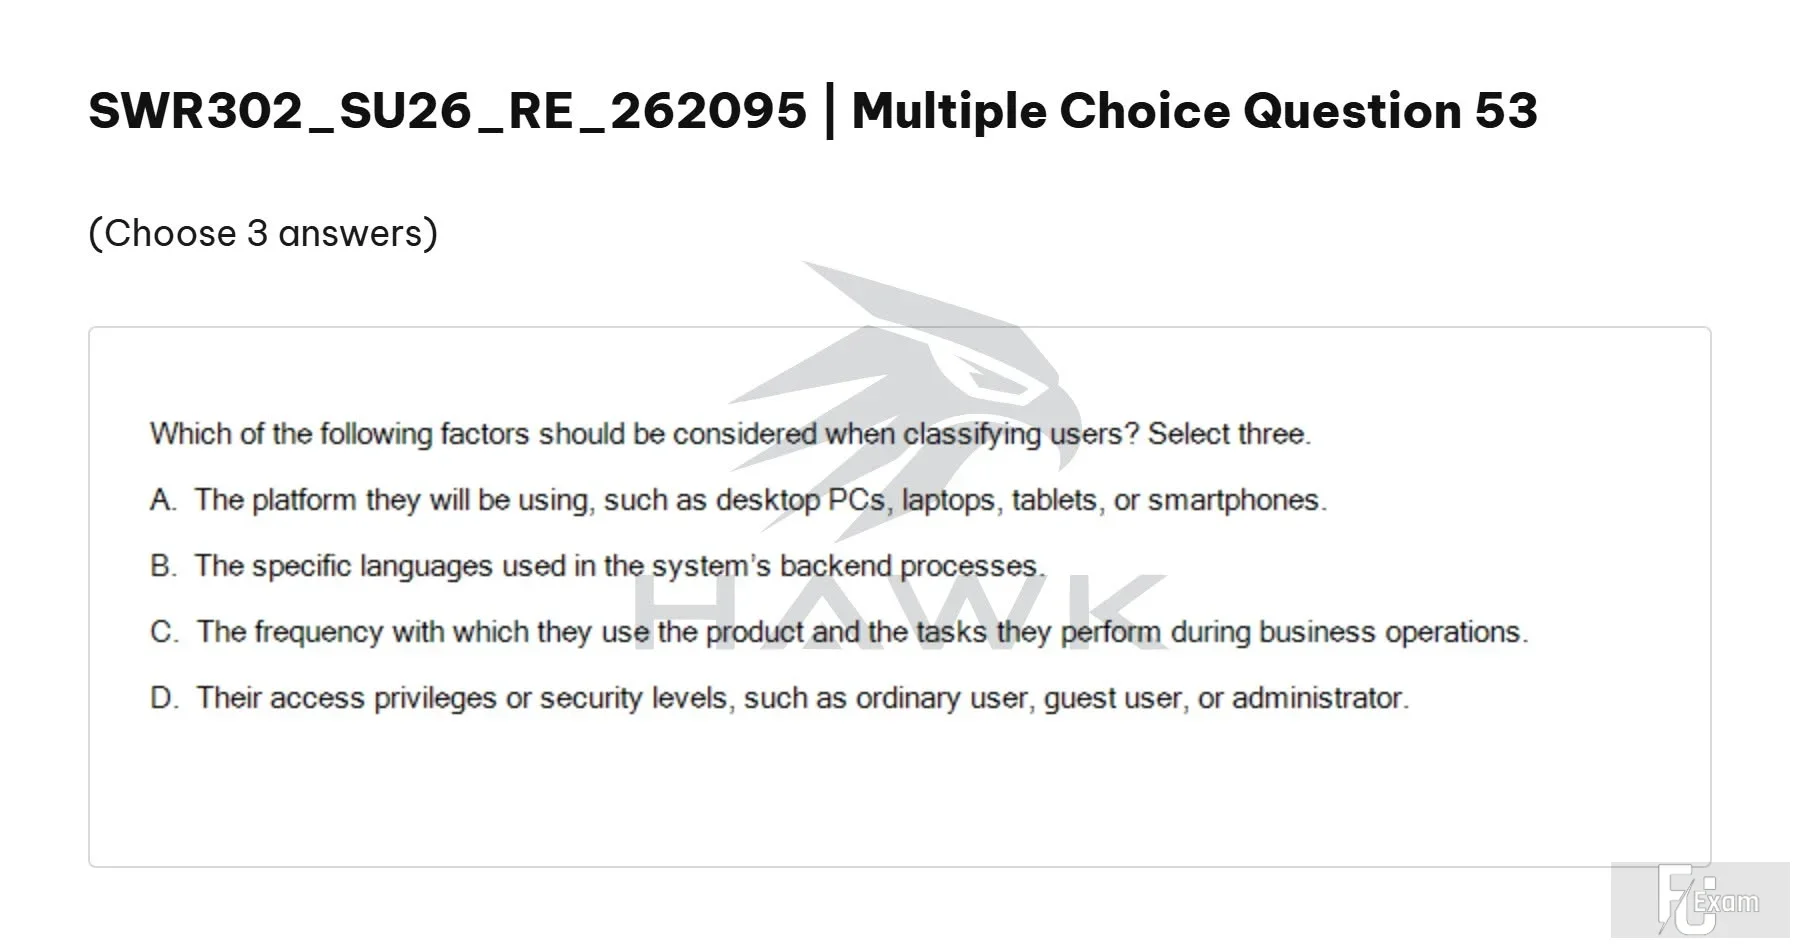 SWR302_SU26_RE_262095 | Multiple Choice Question 53
(Choose 3 answers)
Which of the following factors should be considered when classifying users? Select three.
A. The platform they will be using, such as desktop PCs, laptops, tablets, or smartphones.
B. The specific languages used in the system's backend processes.
C. The frequency with which they use the product and the tasks they perform during business operations.
D. Their access privileges or security levels, such as ordinary user, guest user, or administrator.
HAWK
FU Exam